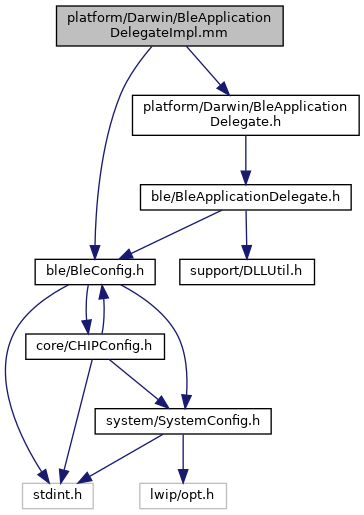 platform/Darwin/BleApplication
DelegateImpl.mm
platform/Darwin/BleApplication
Delegate.h
ble/BleApplicationDelegate.h
ble/BleConfig.h
support/DLLUtil.h
core/CHIPConfig.h
system/SystemConfig.h
stdint.h
lwip/opt.h